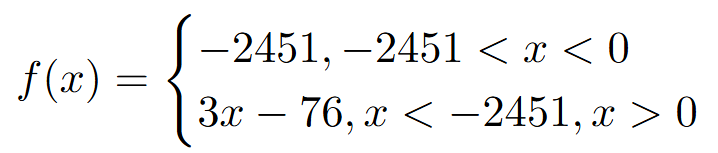 f(x) = { −2451, −2451 < x < 0
3x − 76, x < −2451, x > 0